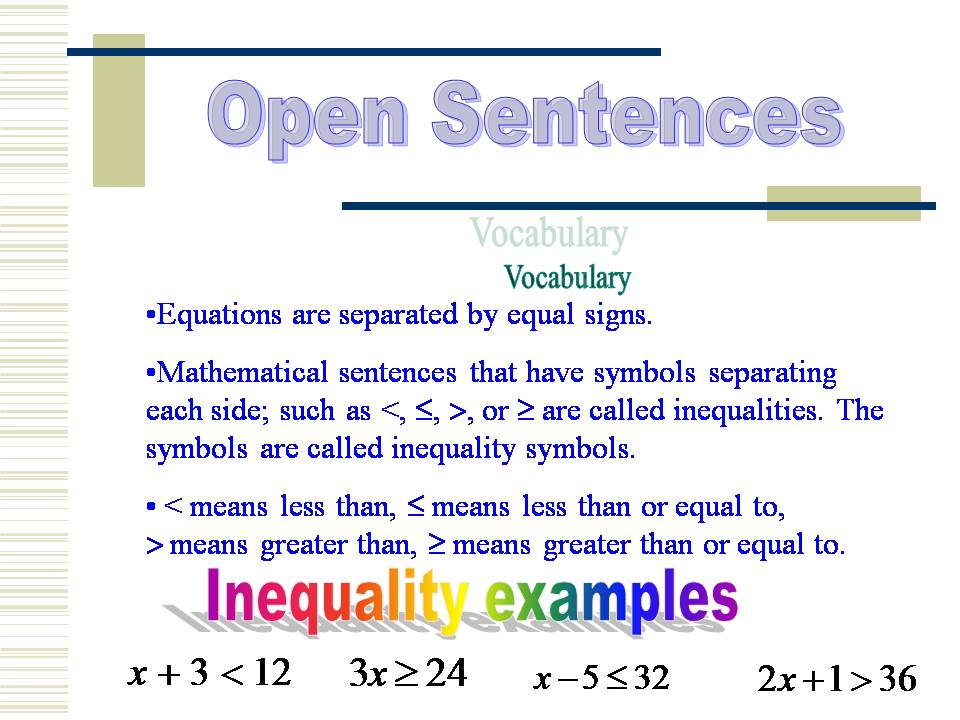 Open Sentences
Vocabulary
Vocabulary
•Equations are separated by equal signs.
•Mathematical sentences that have symbols separating
each side; such as <, ≤, >, or ≥ are called inequalities. The
symbols are called inequality symbols.
• < means less than, ≤ means less than or equal to,
> means greater than, ≥ means greater than or equal to.
Inequality examples
x + 3 < 12 3x ≥ 24 x − 5 ≤ 32 2x + 1 > 36